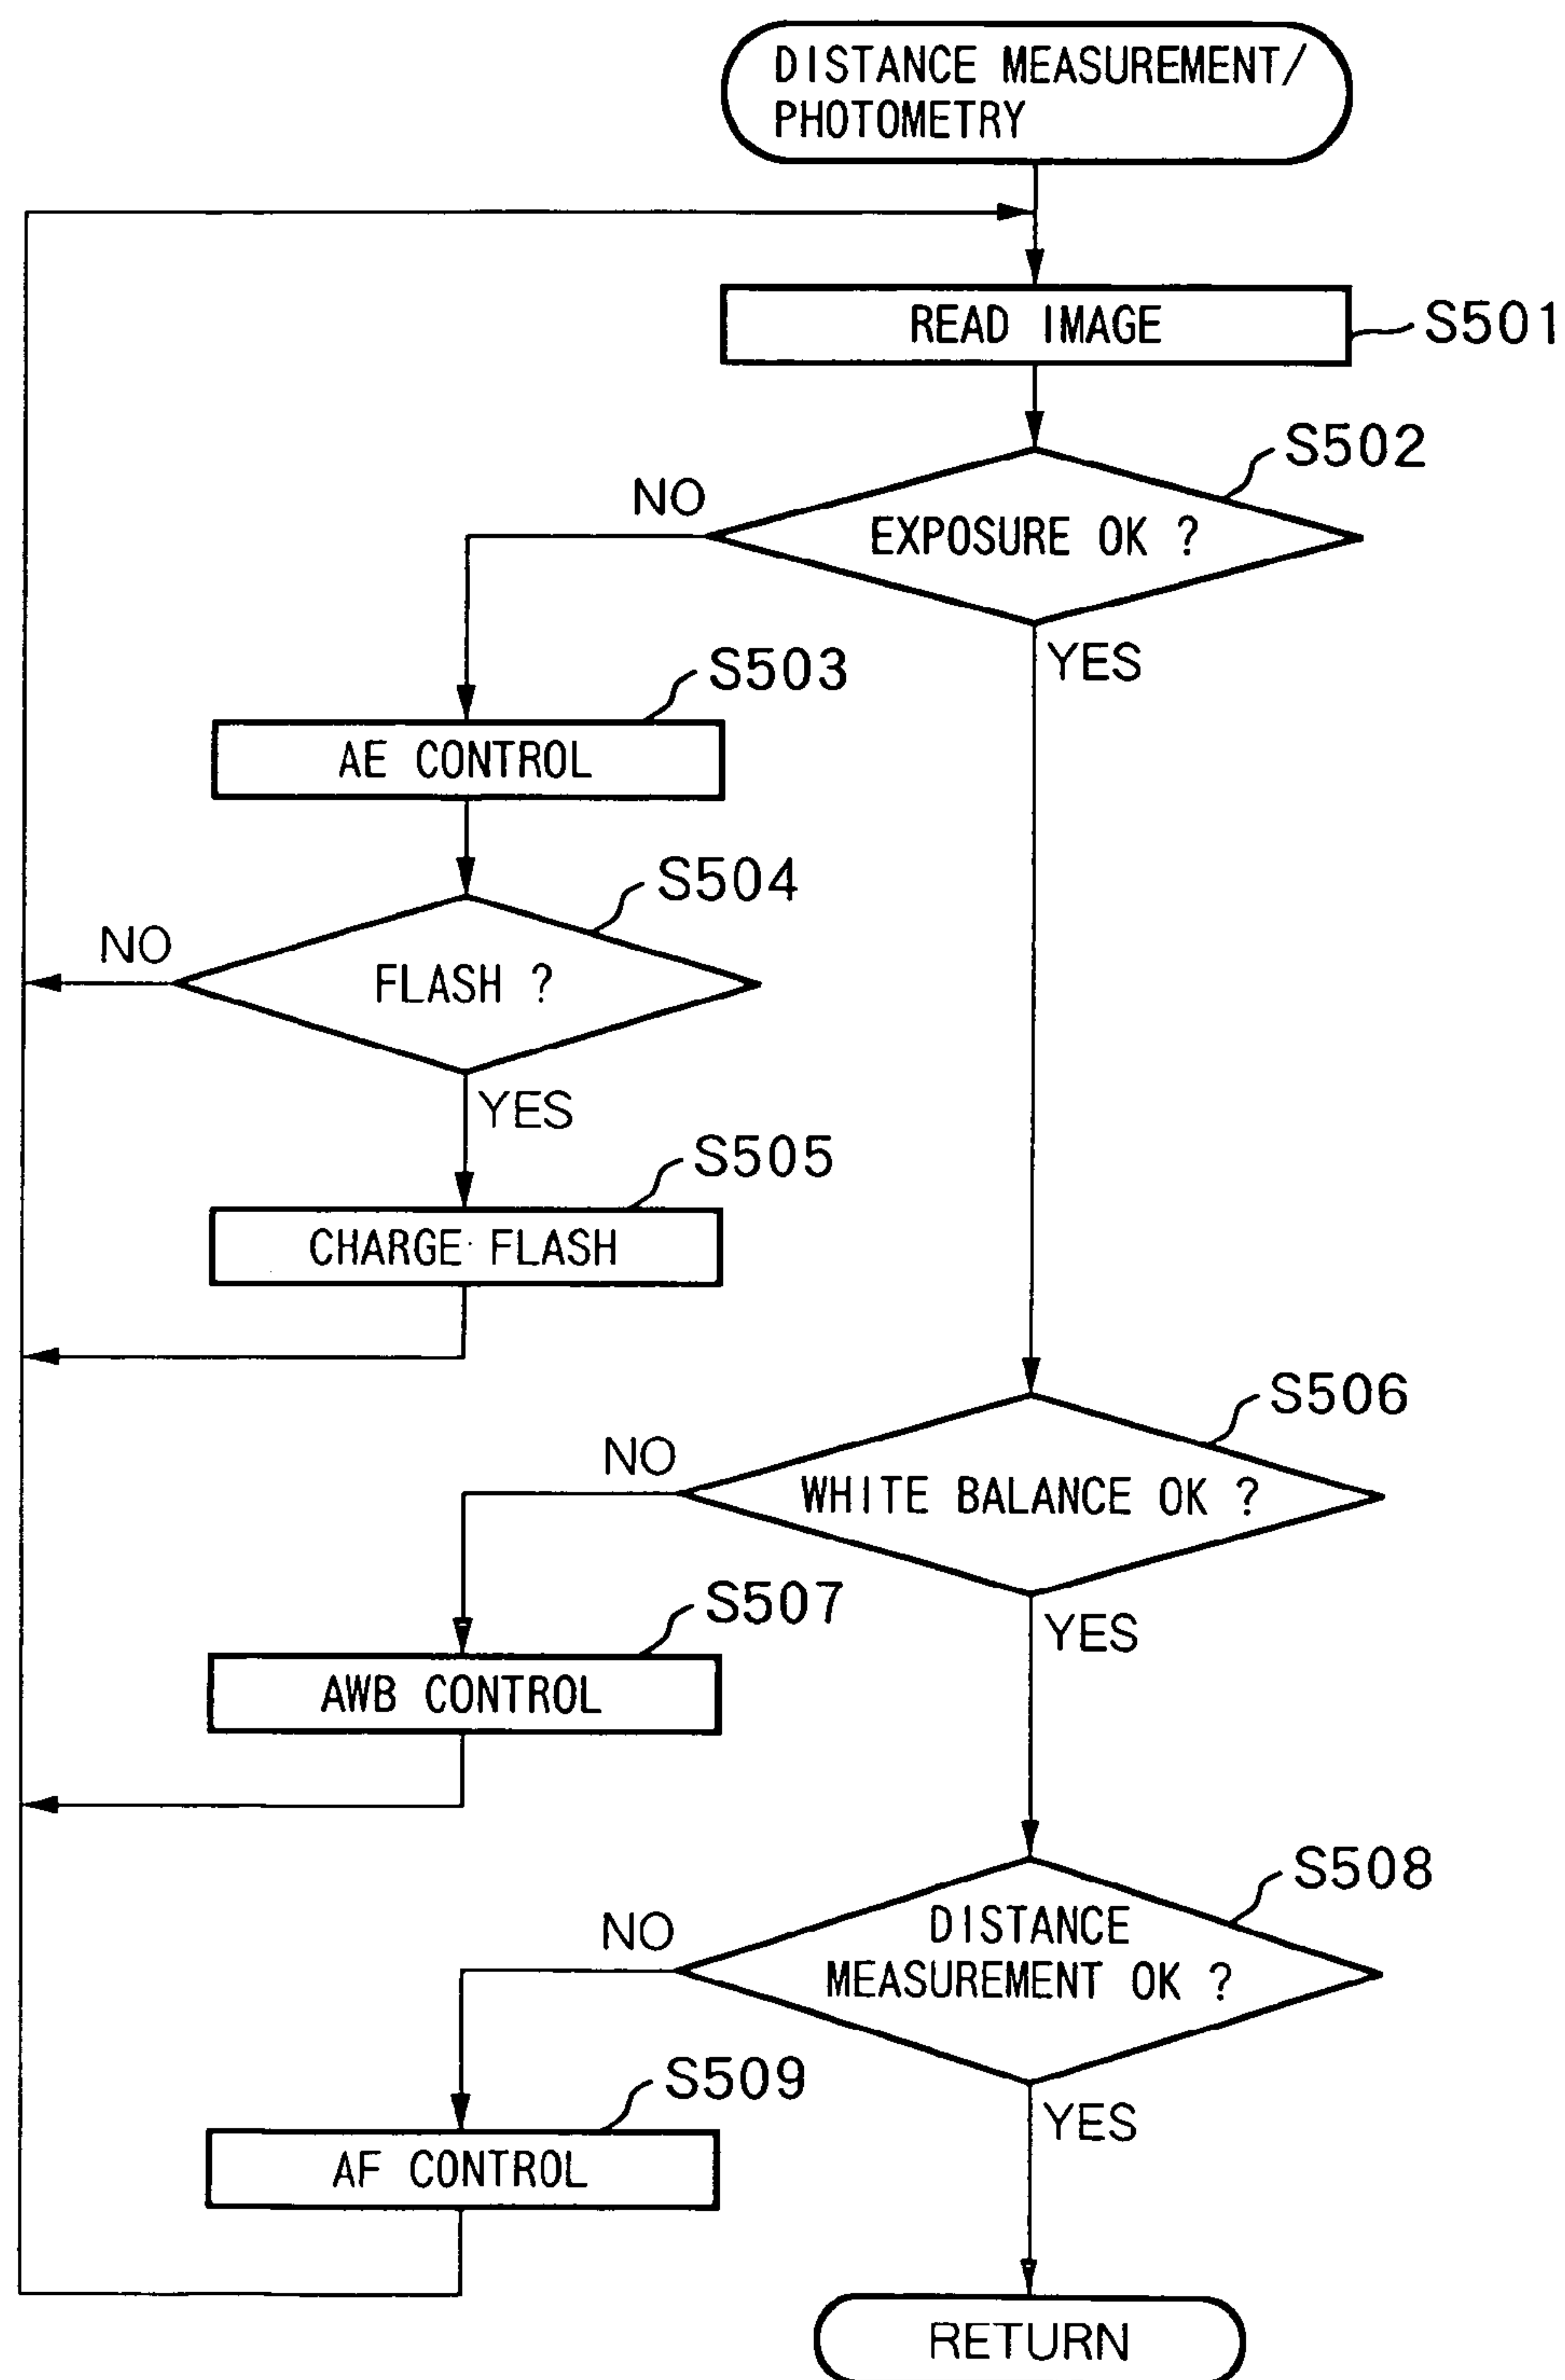 DISTANCE MEASUREMENT/
PHOTOMETRY
READ IMAGE
S501
S502
NO
EXPOSURE OK ?
YES
S503
AE CONTROL
S504
NO
FLASH ?
YES
S505
CHARGE FLASH
S506
NO
WHITE BALANCE OK ?
YES
S507
AWB CONTROL
S508
NO
DISTANCE
MEASUREMENT OK ?
YES
S509
AF CONTROL
RETURN